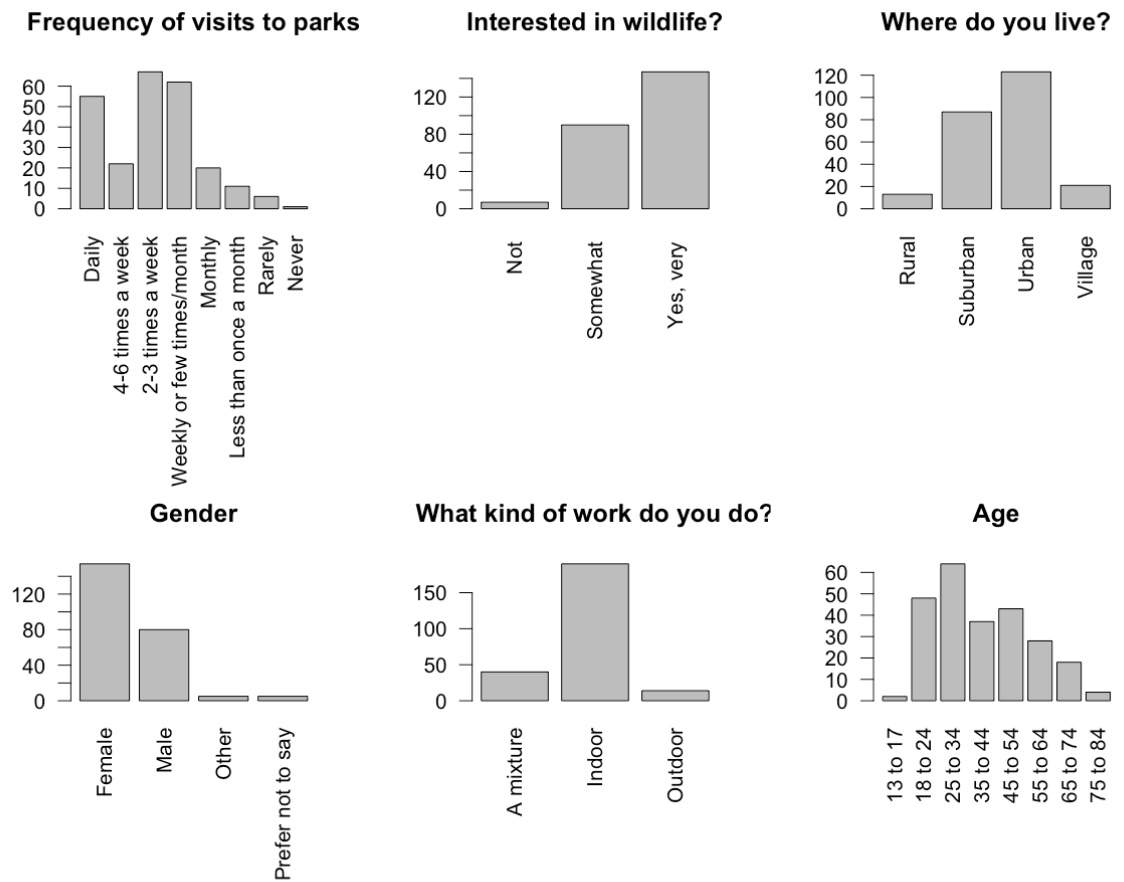 Frequency of visits to parks
60
50
40
30
20
10
0
Daily
4-6 times a week
2-3 times a week
Weekly or few times/month
Monthly
Less than once a month
Rarely
Never
Interested in wildlife?
120
80
40
0
Not
Somewhat
Yes, very
Where do you live?
120
100
80
60
40
20
0
Rural
Suburban
Urban
Village
Gender
120
80
40
0
Female
Male
Other
Prefer not to say
What kind of work do you do?
150
100
50
0
A mixture
Indoor
Outdoor
Age
60
50
40
30
20
10
0
13 to 17
18 to 24
25 to 34
35 to 44
45 to 54
55 to 64
65 to 74
75 to 84